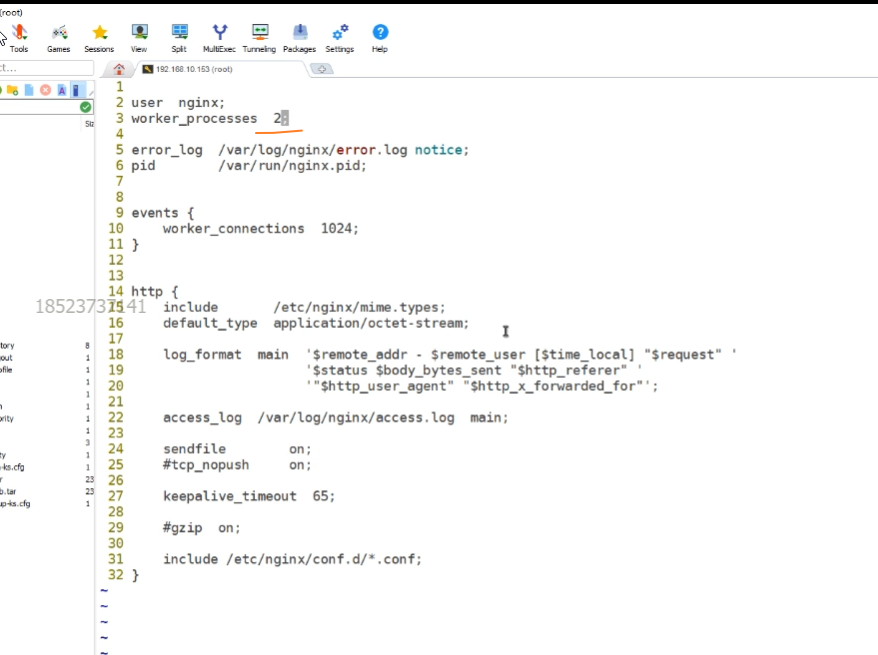 (root)
Tools Games Sessions View Split MultiExec Tunneling Packages Settings Help
ct...
192.168.10.153 (root)
1
2 user  nginx;
3 worker_processes  2;
4
5 error_log  /var/log/nginx/error.log notice;
6 pid        /var/run/nginx.pid;
7
8
9 events {
10     worker_connections  1024;
11 }
12
13
14 http {
18523737141
15     include       /etc/nginx/mime.types;
16     default_type  application/octet-stream;
17
18     log_format  main  '$remote_addr - $remote_user [$time_local] "$request" '
19                       '$status $body_bytes_sent "$http_referer" '
20                       '"$http_user_agent" "$http_x_forwarded_for"';
21
22     access_log  /var/log/nginx/access.log  main;
23
24     sendfile        on;
25     #tcp_nopush     on;
26
27     keepalive_timeout  65;
28
29     #gzip  on;
30
31     include /etc/nginx/conf.d/*.conf;
32 }
~
~
~
~
~
Siz
tory 8
out 1
file 1
1
1
n 1
ority 1
1
3
ty 1
-ks.cfg 1
r 23
b.tar 23
up-ks.cfg 1